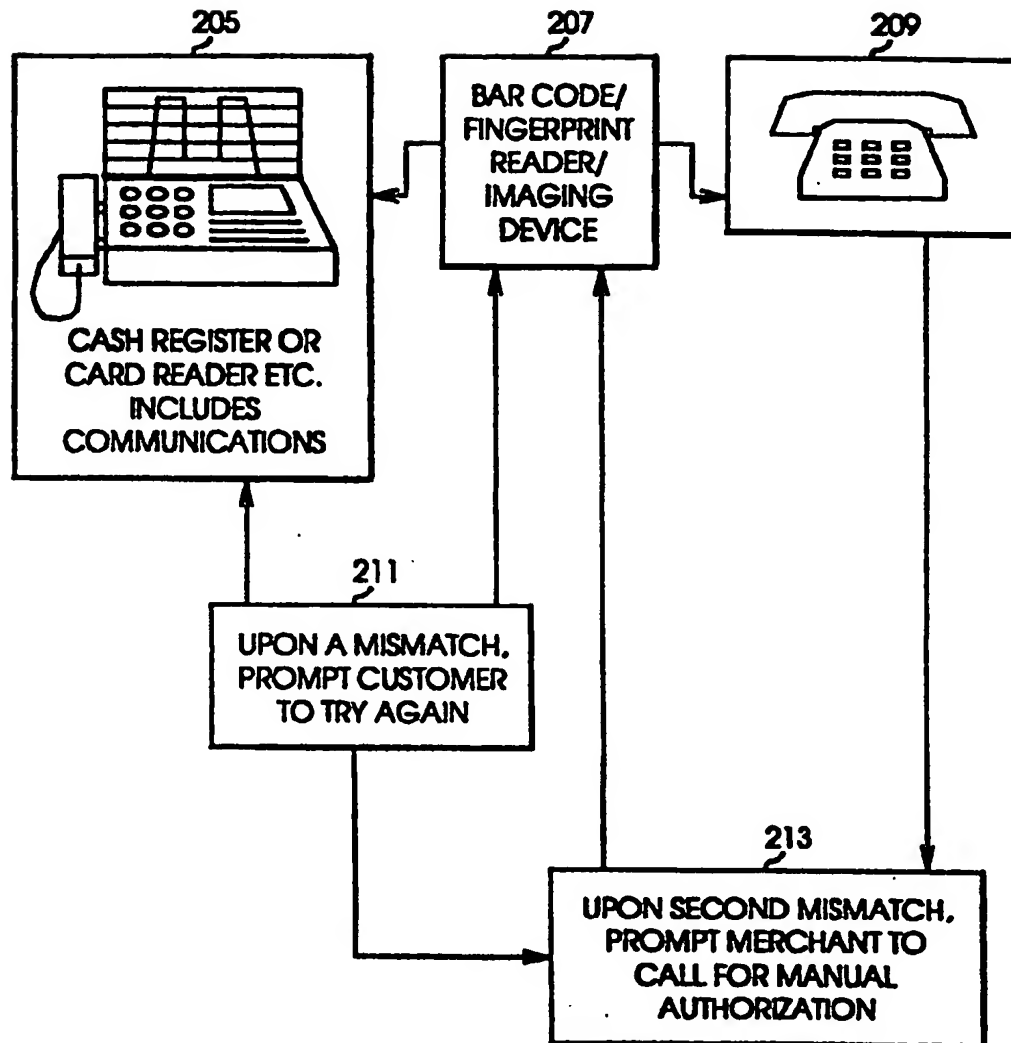 205
207
209
BAR CODE/
FINGERPRINT
READER/
IMAGING
DEVICE
CASH REGISTER OR
CARD READER ETC.
INCLUDES
COMMUNICATIONS
211
UPON A MISMATCH,
PROMPT CUSTOMER
TO TRY AGAIN
213
UPON SECOND MISMATCH,
PROMPT MERCHANT TO
CALL FOR MANUAL
AUTHORIZATION